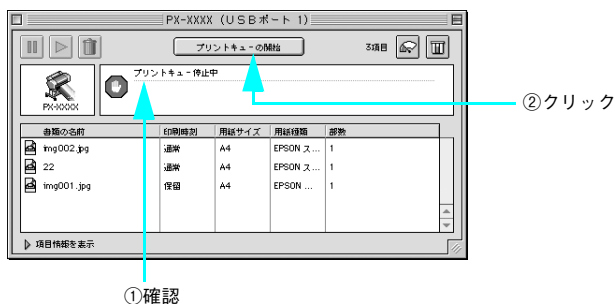 PX-XXXX (USBポート 1)
プリントキューの開始
3項目
プリントキュー停止中
PX-XXXX
②クリック
書類の名前 印刷時刻 用紙サイズ 用紙種類 部数
img002.jpg 通常 A4 EPSON ス... 1
22 通常 A4 EPSON ス... 1
img001.jpg 保留 A4 EPSON ... 1
項目情報を表示
①確認